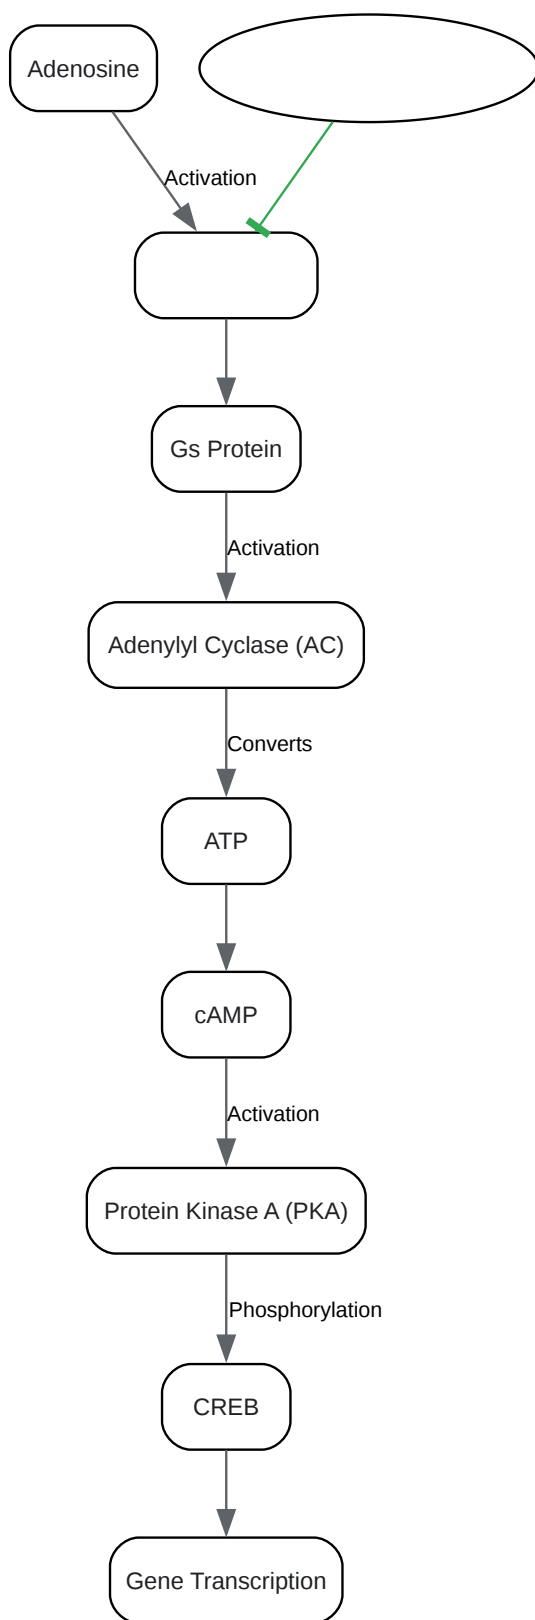 Adenosine
Activation
Gs Protein
Activation
Adenylyl Cyclase (AC)
Converts
ATP
cAMP
Activation
Protein Kinase A (PKA)
Phosphorylation
CREB
Gene Transcription